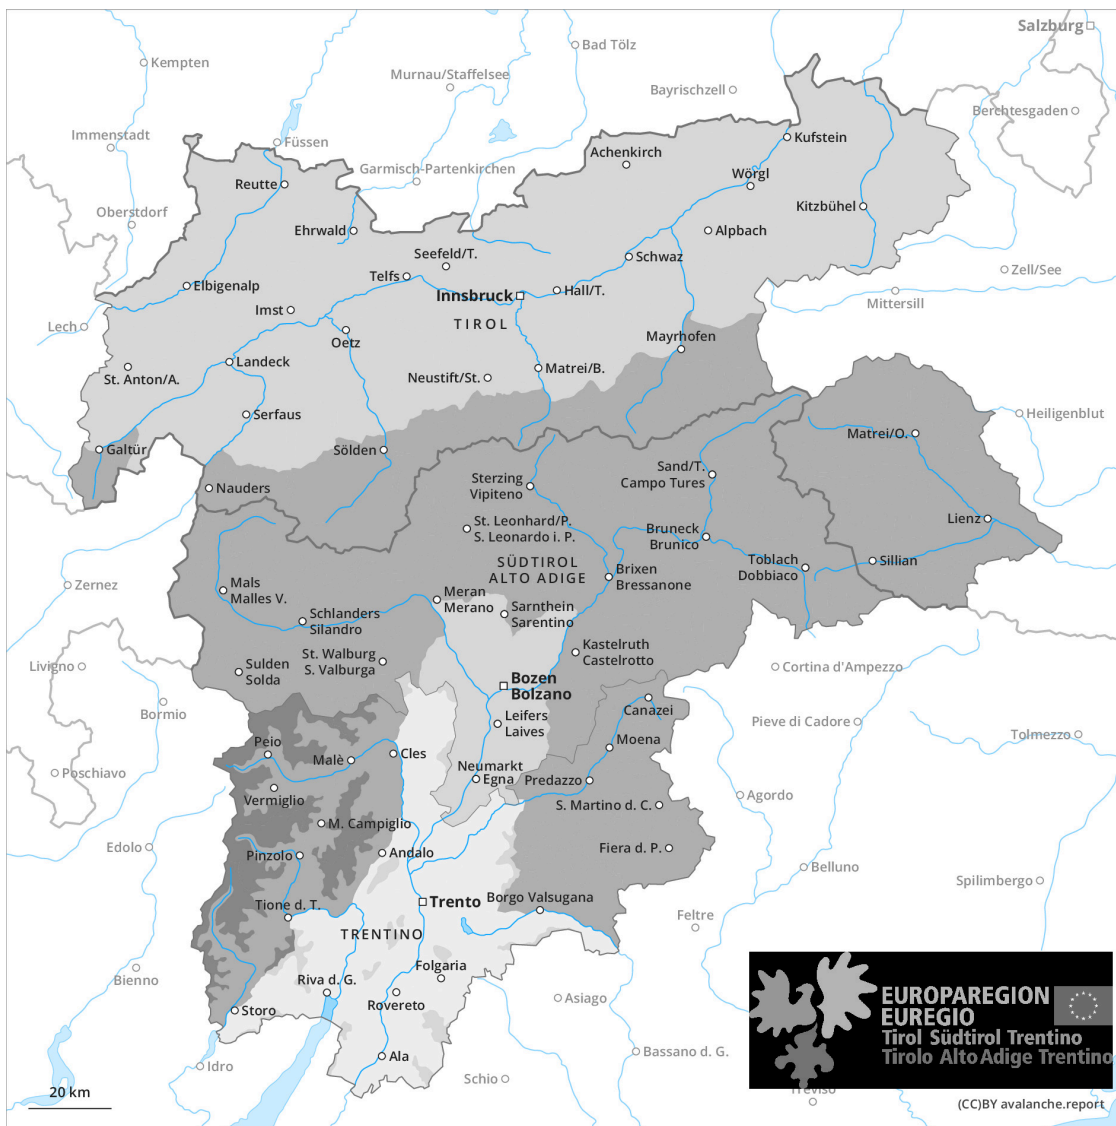 Salzburg
Bad Tölz
Kempten
Murnau/Staffelsee
Bayrischzell
Berchtesgaden
Immenstadt
Füssen
Kufstein
Achenkirch
Garmisch-Partenkirchen
Wörgl
Reutte
Oberstdorf
Kitzbühel
Ehrwald
Alpbach
Seefeld/T.
Schwaz
Zell/See
Telfs
Elbigenalp
Hall/T.
Innsbruck
Mittersill
Imst
TIROL
Lech
Oetz
Mayrhofen
Landeck
Matrei/B.
St. Anton/A.
Neustift/St.
Serfaus
Heiligenblut
Matrei/O.
Galtür
Sölden
Sand/T.
Campo Tures
Sterzing
Vipiteno
Nauders
Lienz
St. Leonhard/P.
S. Leonardo i. P.
Bruneck
Brunico
SÜDTIROL
ALTO ADIGE
Toblach
Dobbiaco
Sillian
Brixen
Bressanone
Zernez
Mals
Malles V.
Meran
Merano
Schlanders
Silandro
Sarnthein
Sarentino
Kastelruth
Castelrotto
St. Walburg
S. Valburga
Livigno
Sulden
Solda
Cortina d'Ampezzo
Bozen
Bolzano
Bormio
Canazei
Leifers
Laives
Pieve di Cadore
Tolmezzo
Peio
Moena
Malè
Cles
Neumarkt
Egna
Poschiavo
Predazzo
Vermiglio
Agordo
S. Martino d. C.
M. Campiglio
Edolo
Andalo
Fiera d. P.
Pinzolo
Belluno
Spilimbergo
Borgo Valsugana
Trento
Tione d. T.
Feltre
TRENTINO
Folgaria
Bienno
Riva d. G.
Rovereto
Asiago
Storo
EUROPAREGION
EUREGIO
Tirol Südtirol Trentino
Tirolo Alto Adige Trentino
Ala
Bassano d. G.
Idro
Schio
Treviso
20 km
(CC)BY avalanche.report